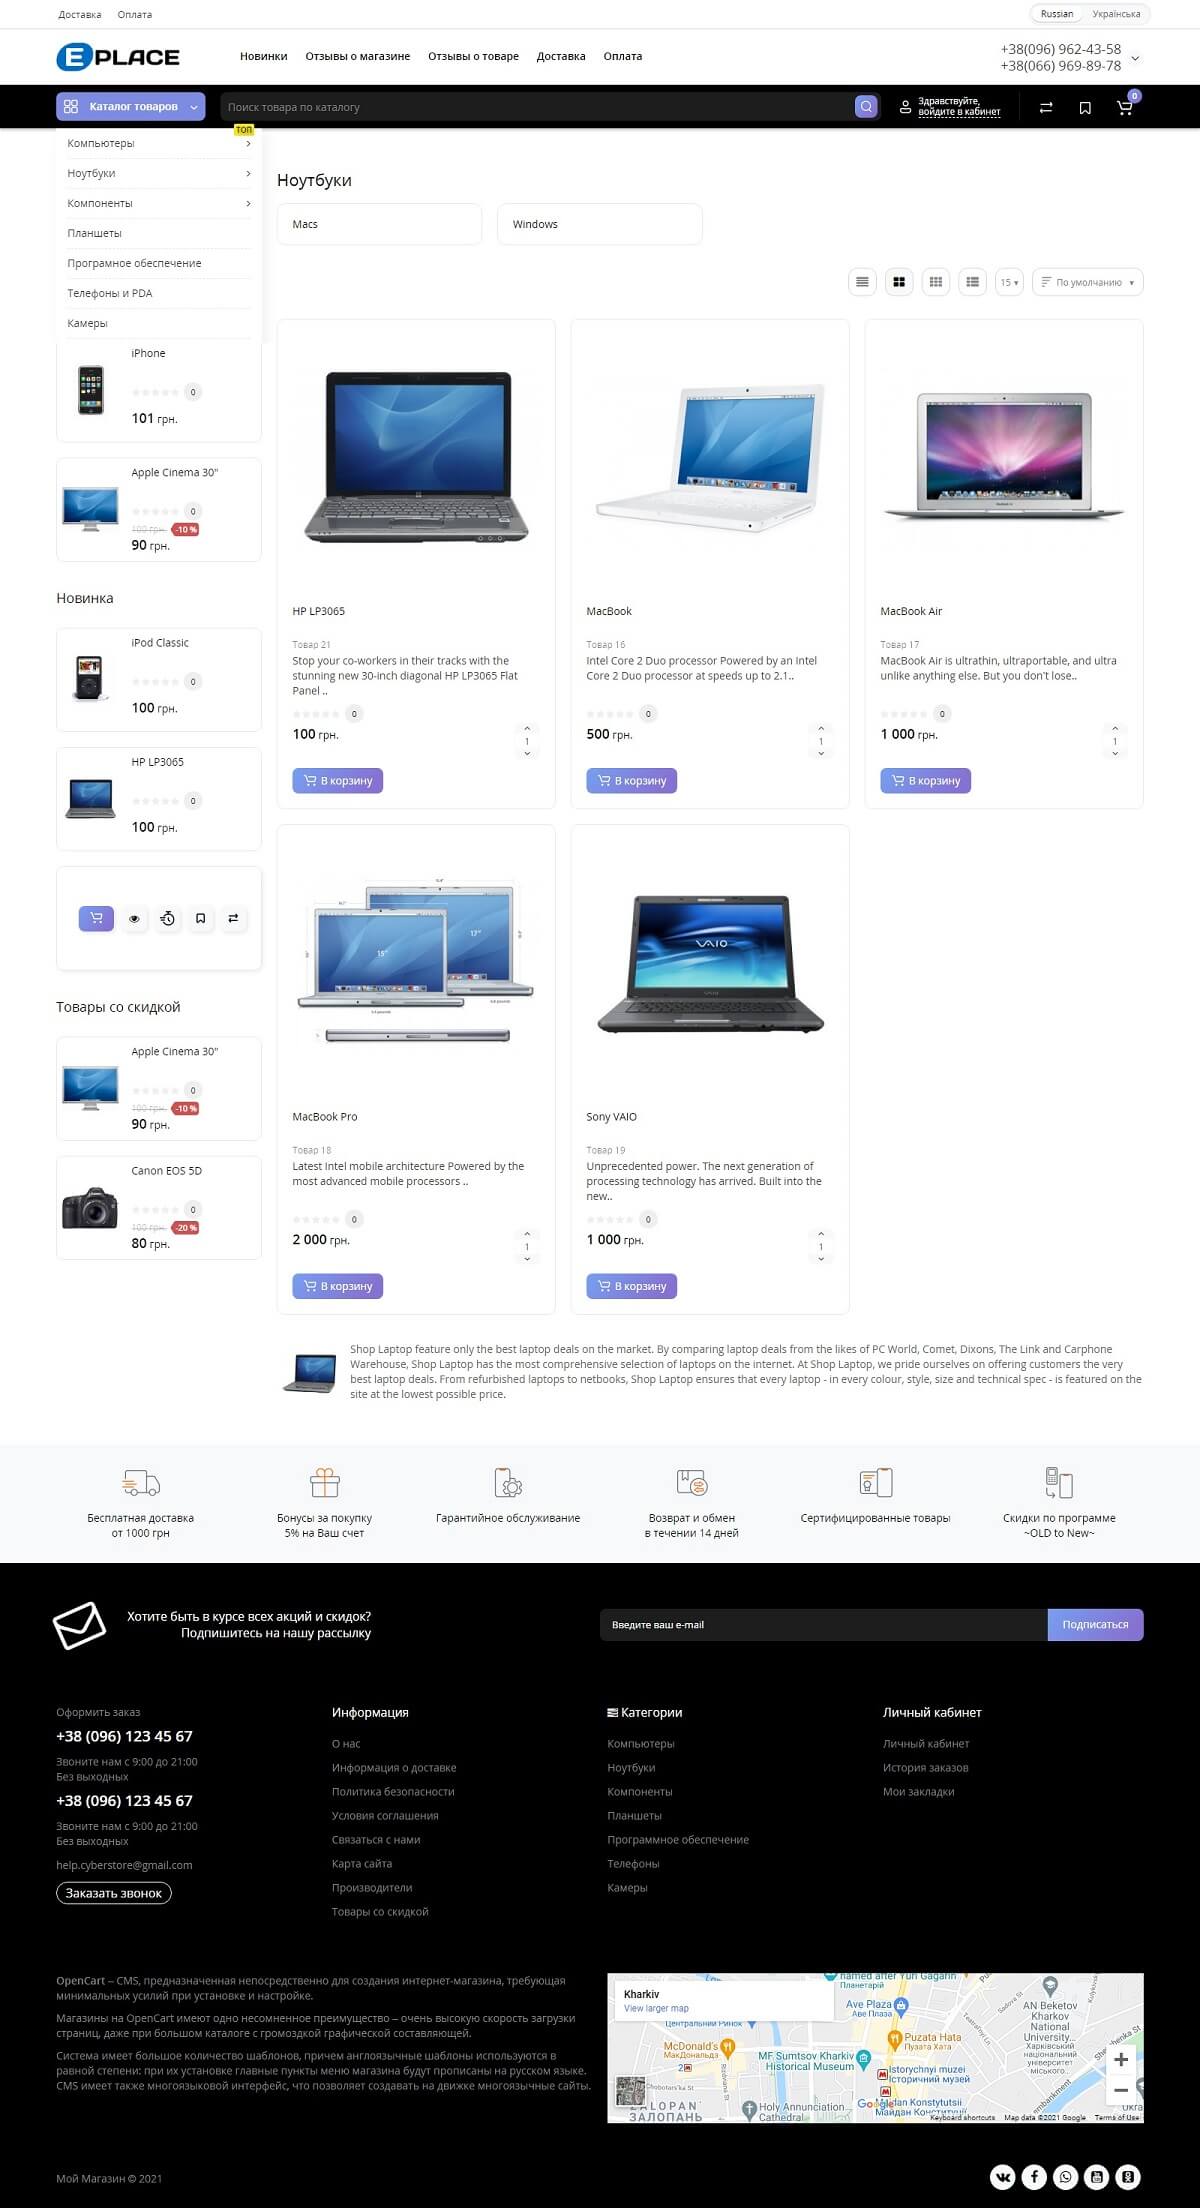 Доставка Оплата
Russian Українська
EPLACE
Новинки Отзывы о магазине Отзывы о товаре Доставка Оплата
+38(096) 962-43-58
+38(066) 969-89-78
Каталог товаров
Поиск товара по каталогу
Здравствуйте,
войдите в кабинет
0
ТОП
Компьютеры
Ноутбуки
Компоненты
Планшеты
Програмное обеспечение
Телефоны и PDA
Камеры
iPhone
0
101 грн.
Apple Cinema 30"
0
100 грн. -10 %
90 грн.
Новинка
iPod Classic
0
100 грн.
HP LP3065
0
100 грн.
Товары со скидкой
Apple Cinema 30"
0
100 грн. -10 %
90 грн.
Canon EOS 5D
0
100 грн. -20 %
80 грн.
Ноутбуки
Macs
Windows
15
По умолчанию
HP LP3065
Товар 21
Stop your co-workers in their tracks with the
stunning new 30-inch diagonal HP LP3065 Flat
Panel ..
0
100 грн.
1
В корзину
MacBook
Товар 16
Intel Core 2 Duo processor Powered by an Intel
Core 2 Duo processor at speeds up to 2.1..
0
500 грн.
1
В корзину
MacBook Air
Товар 17
MacBook Air is ultrathin, ultraportable, and ultra
unlike anything else. But you don't lose..
0
1 000 грн.
1
В корзину
15"
17"
MacBook Pro
Товар 18
Latest Intel mobile architecture Powered by the
most advanced mobile processors ..
0
2 000 грн.
1
В корзину
VAIO
Sony VAIO
Товар 19
Unprecedented power. The next generation of
processing technology has arrived. Built into the
new..
0
1 000 грн.
1
В корзину
Shop Laptop feature only the best laptop deals on the market. By comparing laptop deals from the likes of PC World, Comet, Dixons, The Link and Carphone
Warehouse, Shop Laptop has the most comprehensive selection of laptops on the internet. At Shop Laptop, we pride ourselves on offering customers the very
best laptop deals. From refurbished laptops to netbooks, Shop Laptop ensures that every laptop - in every colour, style, size and technical spec - is featured on the
site at the lowest possible price.
Бесплатная доставка
от 1000 грн
Бонусы за покупку
5% на Ваш счет
Гарантийное обслуживание
Возврат и обмен
в течении 14 дней
Сертифицированные товары
Скидки по программе
~OLD to New~
Хотите быть в курсе всех акций и скидок?
Подпишитесь на нашу рассылку
Введите ваш e-mail
Подписаться
Оформить заказ
+38 (096) 123 45 67
Звоните нам с 9:00 до 21:00
Без выходных
+38 (096) 123 45 67
Звоните нам с 9:00 до 21:00
Без выходных
help.cyberstore@gmail.com
Заказать звонок
Информация
О нас
Информация о доставке
Политика безопасности
Условия соглашения
Связаться с нами
Карта сайта
Производители
Товары со скидкой
Категории
Компьютеры
Ноутбуки
Компоненты
Планшеты
Программное обеспечение
Телефоны
Камеры
Личный кабинет
Личный кабинет
История заказов
Мои закладки
OpenCart – CMS, предназначенная непосредственно для создания интернет-магазина, требующая
минимальных усилий при установке и настройке.
Магазины на OpenCart имеют одно несомненное преимущество – очень высокую скорость загрузки
страниц, даже при большом каталоге с громоздкой графической составляющей.
Система имеет большое количество шаблонов, причем англоязычные шаблоны используются в
равной степени: при их установке главные пункты меню магазина будут прописаны на русском языке.
CMS имеет также многоязыковой интерфейс, что позволяет создавать на движке многоязычные сайты.
Kharkiv
View larger map
named after Yuri Gagarin
Планетарій
Ave Plaza
Аве Плаза
Центральний Ринок
McDonald's
МакДональдз
Puzata Hata
Пузата Хата
MF Sumtsov Kharkiv
Historical Museum
Istorychnyi muzei
Історичний музей
AN Beketov
Kharkov
National
University...
Харківський
національний
університет
міського...
ZALOPAN'
ЗАЛОПАНЬ
Holy Annunciation
Cathedral
Maidan Konstytutsii
Майдан Конституції
Google
Keyboard shortcuts Map data ©2021 Google Terms of Use
Мой Магазин © 2021